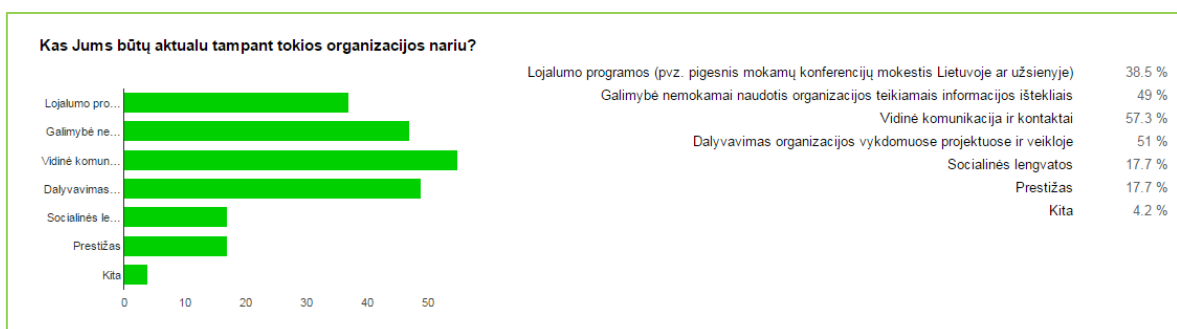 Kas Jums būtų aktualu tampant tokios organizacijos nariu?
Lojalumo pro...
Galimybė ne...
Vidinė komun...
Dalyvavimas...
Socialinės le...
Prestižas
Kita
0 10 20 30 40 50
Lojalumo programos (pvz. pigesnis mokamų konferencijų mokestis Lietuvoje ar užsienyje) 38.5 %
Galimybė nemokamai naudotis organizacijos teikiamais informacijos ištekliais 49 %
Vidinė komunikacija ir kontaktai 57.3 %
Dalyvavimas organizacijos vykdomuose projektuose ir veikloje 51 %
Socialinės lengvatos 17.7 %
Prestižas 17.7 %
Kita 4.2 %